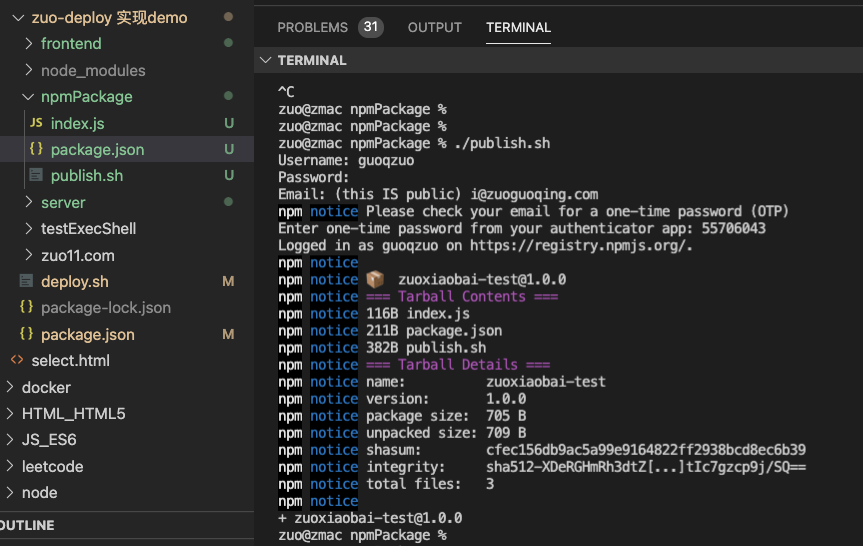 zuo-deploy 实现demo
frontend
node_modules
npmPackage
JS index.js U
{} package.json U
publish.sh U
server
testExecShell
zuo11.com
deploy.sh M
{} package-lock.json
{} package.json M
<> select.html
docker
HTML_HTML5
JS_ES6
leetcode
node
OUTLINE
PROBLEMS 31 OUTPUT TERMINAL
TERMINAL
^C
zuo@zmac npmPackage %
zuo@zmac npmPackage %
zuo@zmac npmPackage % ./publish.sh
Username: guoqzuo
Password:
Email: (this IS public) i@zuoguoqing.com
npm notice Please check your email for a one-time password (OTP)
Enter one-time password from your authenticator app: 55706043
Logged in as guoqzuo on https://registry.npmjs.org/.
npm notice
npm notice 📦 zuoxiaobai-test@1.0.0
npm notice === Tarball Contents ===
npm notice 116B index.js
npm notice 211B package.json
npm notice 382B publish.sh
npm notice === Tarball Details ===
npm notice name: zuoxiaobai-test
npm notice version: 1.0.0
npm notice package size: 705 B
npm notice unpacked size: 709 B
npm notice shasum: cfec156db9ac5a99e9164822ff2938bcd8ec6b39
npm notice integrity: sha512-XDeRGHmRh3dtZ[...]tIc7gzcp9j/SQ==
npm notice total files: 3
npm notice
+ zuoxiaobai-test@1.0.0
zuo@zmac npmPackage %